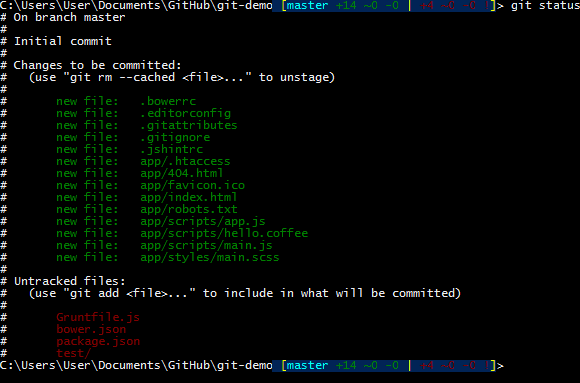 C:\Users\User\Documents\GitHub\git-demo [master +14 ~0 -0 | +4 ~0 -0 !]> git status
# On branch master
#
# Initial commit
#
# Changes to be committed:
#   (use "git rm --cached <file>..." to unstage)
#
#       new file:   .bowerrc
#       new file:   .editorconfig
#       new file:   .gitattributes
#       new file:   .gitignore
#       new file:   .jshintrc
#       new file:   app/.htaccess
#       new file:   app/404.html
#       new file:   app/favicon.ico
#       new file:   app/index.html
#       new file:   app/robots.txt
#       new file:   app/scripts/app.js
#       new file:   app/scripts/hello.coffee
#       new file:   app/scripts/main.js
#       new file:   app/styles/main.scss
#
# Untracked files:
#   (use "git add <file>..." to include in what will be committed)
#
#       Gruntfile.js
#       bower.json
#       package.json
#       test/
C:\Users\User\Documents\GitHub\git-demo [master +14 ~0 -0 | +4 ~0 -0 !]>